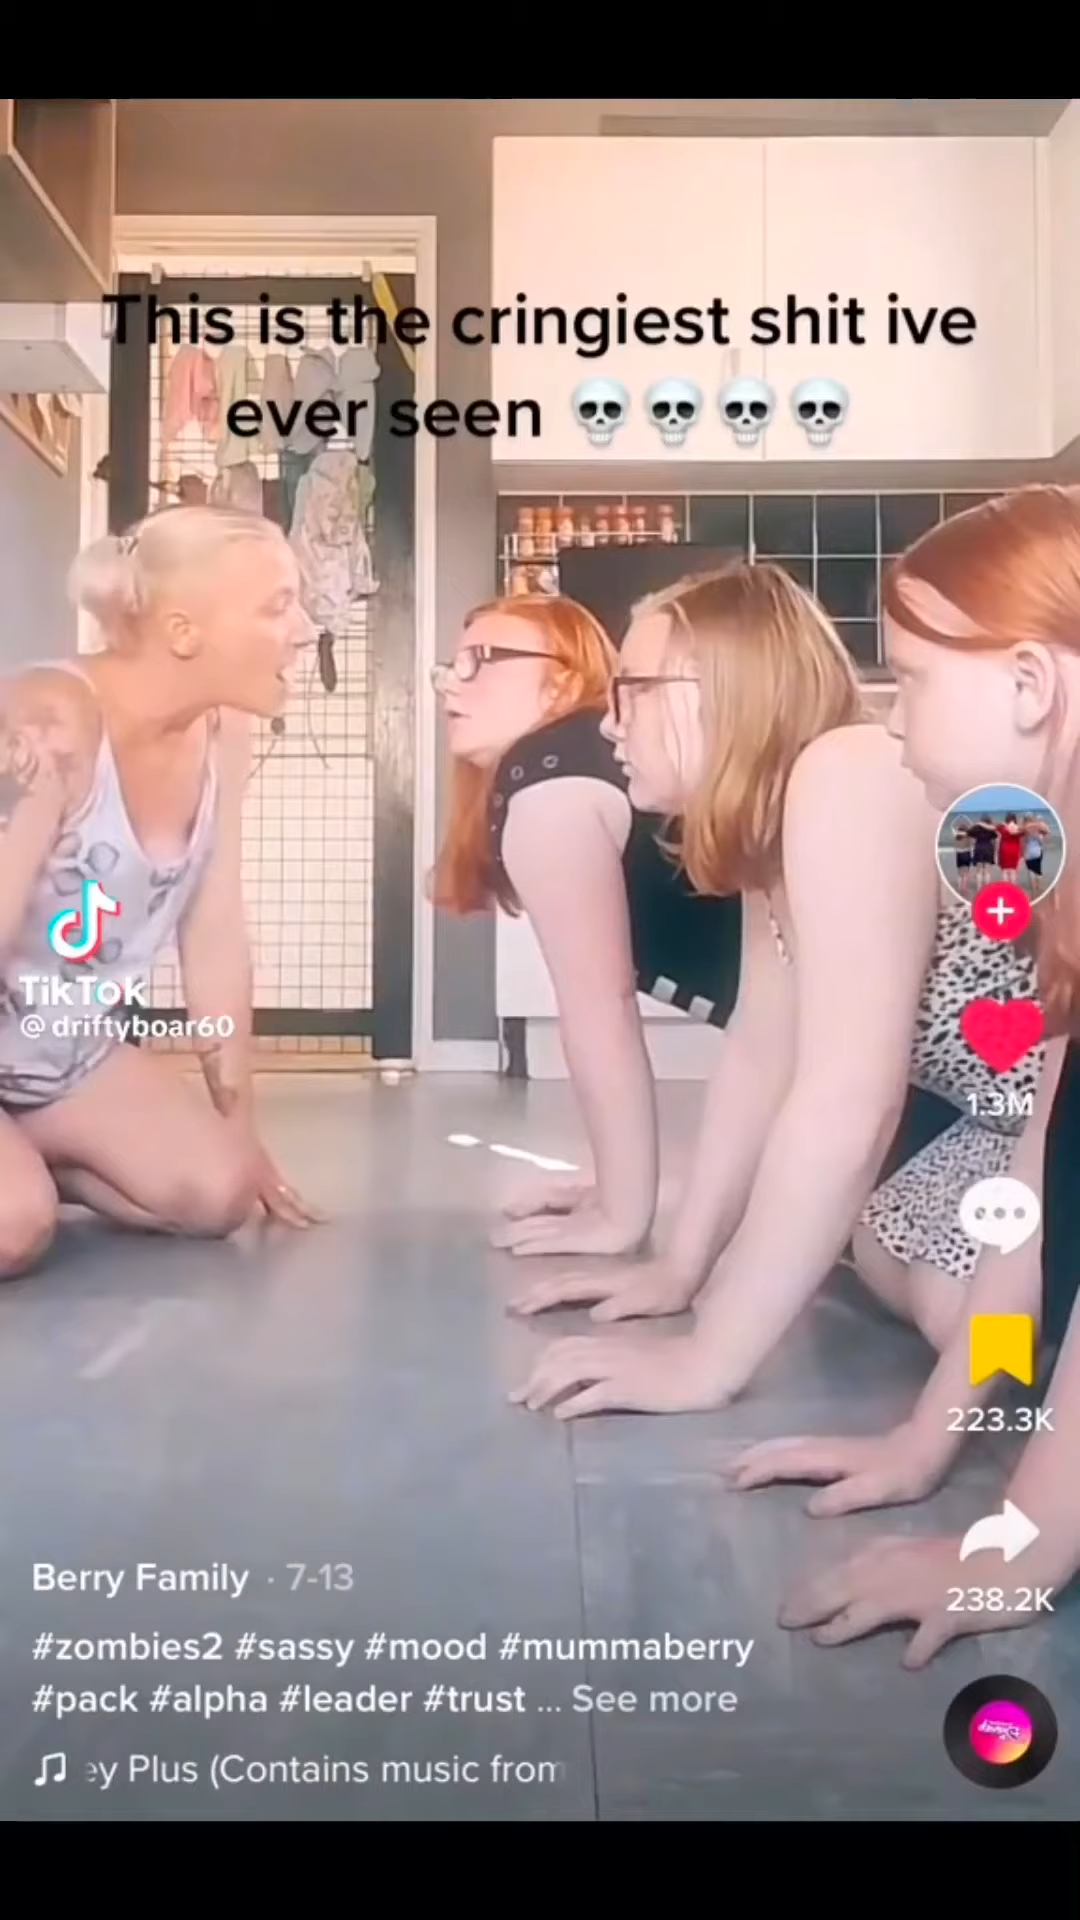 This is the cringiest shit ive
ever seen 💀💀💀💀
TikTok
@driftyboar60
1.3M
223.3K
238.2K
Berry Family · 7-13
#zombies2 #sassy #mood #mummaberry
#pack #alpha #leader #trust ... See more
ey Plus (Contains music from